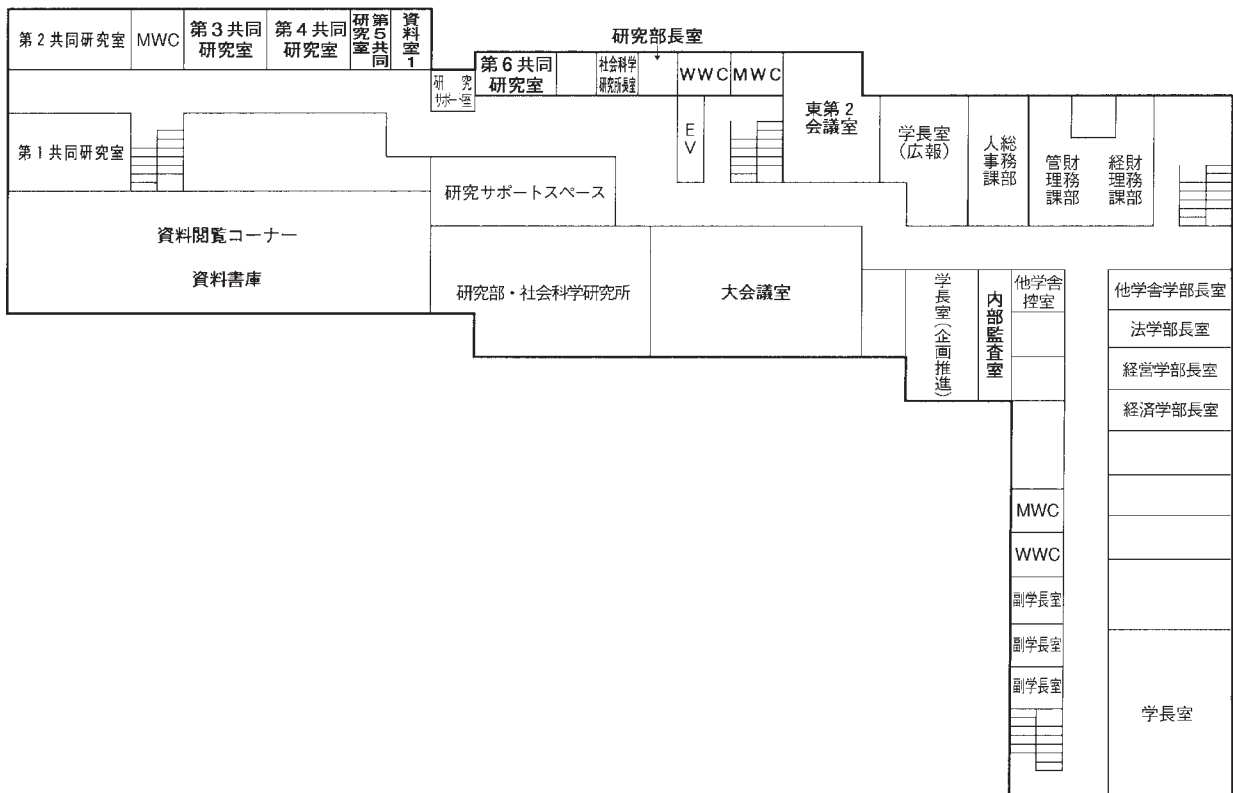 研究部長室
第2共同研究室
MWC
第3共同
研究室
第4共同
研究室
第5共同
研究室
資料室1
研究
サポート室
第6共同
研究室
社会科学
研究所長室
WWC
MWC
東第2
会議室
EV
学長室
(広報)
総務部
人事課
財務部
管理課
財務部
経理課
第1共同研究室
研究サポートスペース
資料閲覧コーナー
資料書庫
研究部・社会科学研究所
大会議室
学長室(企画推進)
内部監査室
他学舎
控室
他学舎学部長室
法学部長室
経営学部長室
経済学部長室
MWC
WWC
副学長室
副学長室
副学長室
学長室